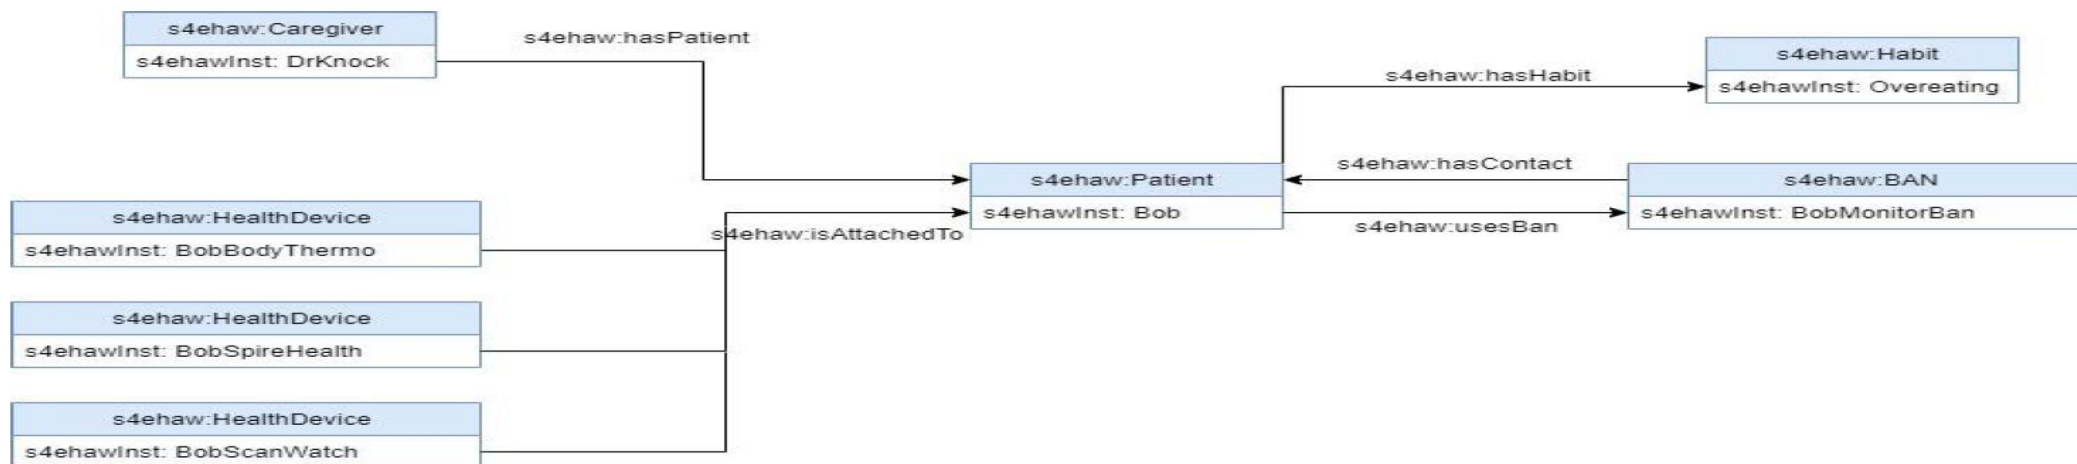 s4ehaw:Caregiver
s4ehawInst: DrKnock
s4ehaw:hasPatient
s4ehaw:Habit
s4ehawInst: Overeating
s4ehaw:hasHabit
s4ehaw:hasContact
s4ehaw:Patient
s4ehawInst: Bob
s4ehaw:BAN
s4ehawInst: BobMonitorBan
s4ehaw:usesBan
s4ehaw:isAttachedTo
s4ehaw:HealthDevice
s4ehawInst: BobBodyThermo
s4ehaw:HealthDevice
s4ehawInst: BobSpireHealth
s4ehaw:HealthDevice
s4ehawInst: BobScanWatch